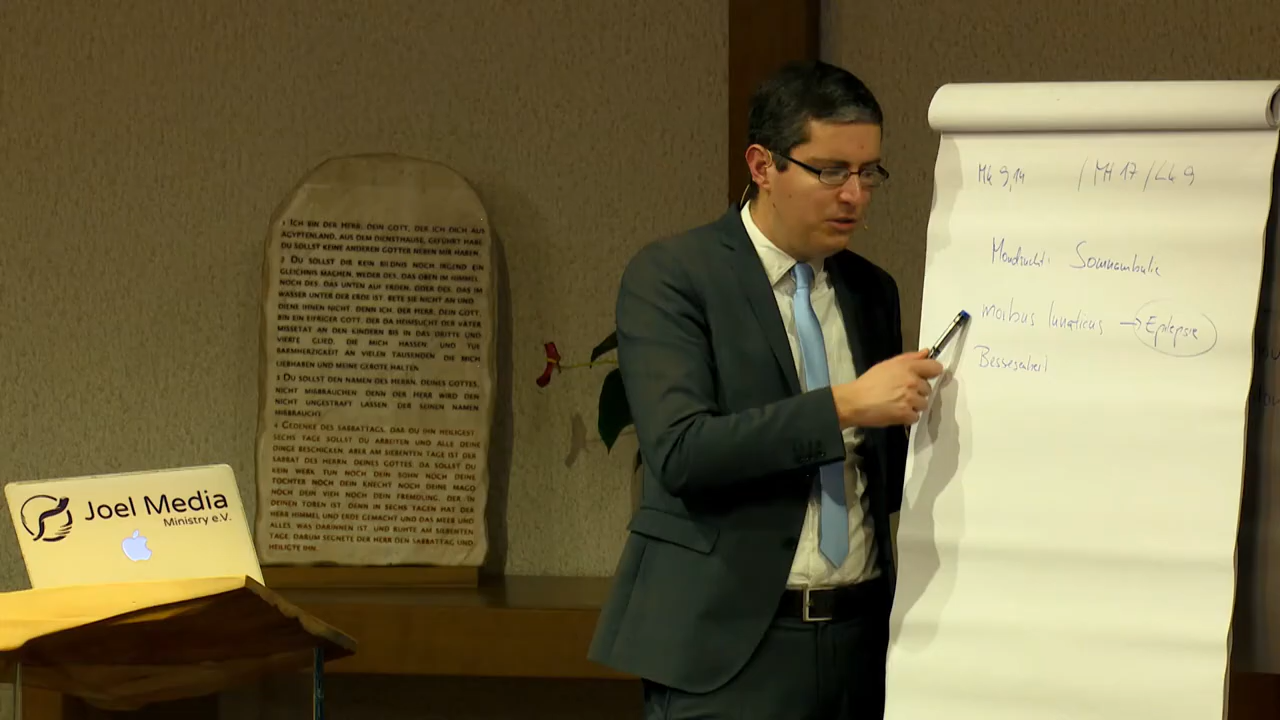 1 ICH BIN DER HERR, DEIN GOTT, DER ICH DICH AUS
ÄGYPTENLAND, AUS DEM DIENSTHAUSE, GEFÜHRT HABE.
DU SOLLST KEINE ANDEREN GÖTTER NEBEN MIR HABEN.
2 DU SOLLST DIR KEIN BILDNIS NOCH IRGEND EIN
GLEICHNIS MACHEN, WEDER DES, DAS OBEN IM HIMMEL,
NOCH DES, DAS UNTEN AUF ERDEN, ODER DES, DAS IM
WASSER UNTER DER ERDE IST. BETE SIE NICHT AN UND
DIENE IHNEN NICHT. DENN ICH, DER HERR, DEIN GOTT,
BIN EIN EIFRIGER GOTT, DER DA HEIMSUCHT DER VÄTER
MISSETAT AN DEN KINDERN BIS IN DAS DRITTE UND
VIERTE GLIED, DIE MICH HASSEN UND TUE
BARMHERZIGKEIT AN VIELEN TAUSENDEN DIE MICH
LIEBHABEN UND MEINE GEBOTE HALTEN.
3 DU SOLLST DEN NAMEN DES HERRN, DEINES GOTTES,
NICHT MISBRAUCHEN DENN DER HERR WIRD DEN
NICHT UNGESTRAFT LASSEN, DER SEINEN NAMEN
MIßBRAUCHT.
4 GEDENKE DES SABBATTAGS, DAß DU IHN HEILIGEST.
SECHS TAGE SOLLST DU ARBEITEN UND ALLE DEINE
DINGE BESCHICKEN, ABER AM SIEBENTEN TAGE IST DER
SABBAT DES HERRN, DEINES GOTTES, DA SOLLST DU
KEIN WERK TUN NOCH DEIN SOHN NOCH DEINE
TOCHTER NOCH DEIN KNECHT NOCH DEINE MAGD
NOCH DEIN VIEH NOCH DEIN FREMDLING, DER IN
DEINEN TOREN IST. DENN IN SECHS TAGEN HAT DER
HERR HIMMEL UND ERDE GEMACHT UND DAS MEER UND
ALLES, WAS DARINNEN IST, UND RUHTE AM SIEBENTEN
TAGE. DARUM SEGNETE DER HERR DEN SABBATTAG UND
HEILIGTE IHN.
Joel Media
Ministry e.V.
Mk 9,14 / Mt 17 / Lk 9
Mondsucht: Somnambulie
morbus lunaticus → Epilepsie
Bessessenheit